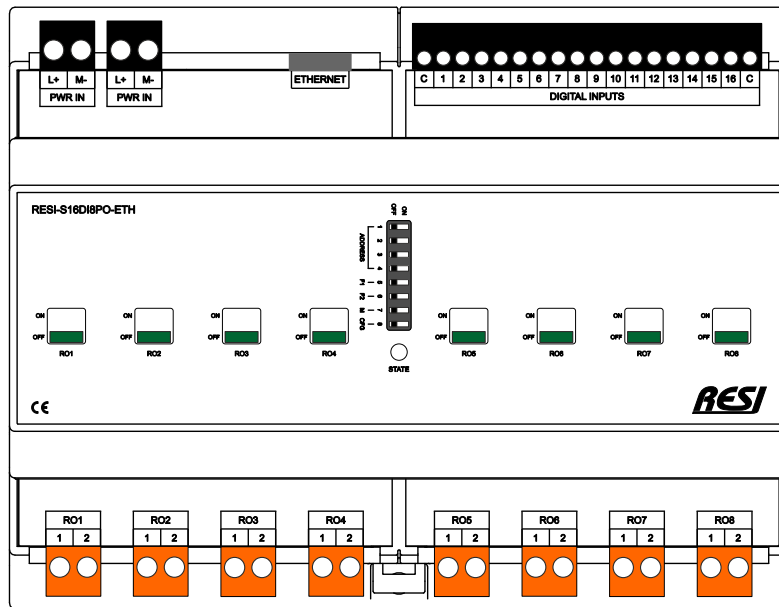 L+ M- L+ M- ETHERNET C 1 2 3 4 5 6 7 8 9 10 11 12 13 14 15 16 C
PWR IN PWR IN DIGITAL INPUTS
RESI-S16DI8PO-ETH
OFF ON
ADDRESS
1
2
3
4
F1 5
F2 6
M 7
CFG 8
ON ON ON ON ON ON ON ON
OFF OFF OFF OFF OFF OFF OFF OFF
RO1 RO2 RO3 RO4 RO5 RO6 RO7 RO8
STATE
CE RESI
RO1 RO2 RO3 RO4 RO5 RO6 RO7 RO8
1 2 1 2 1 2 1 2 1 2 1 2 1 2 1 2